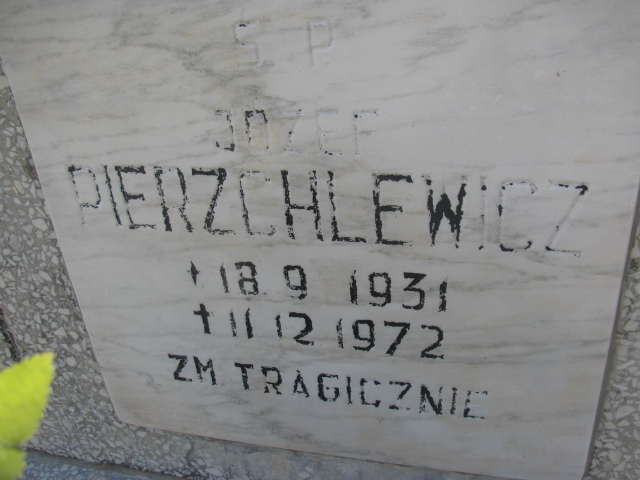 Ś P
JÓZEF
PIERZCHLEWICZ
* 18 9 1931
† 11 12 1972
ZM TRAGICZNIE